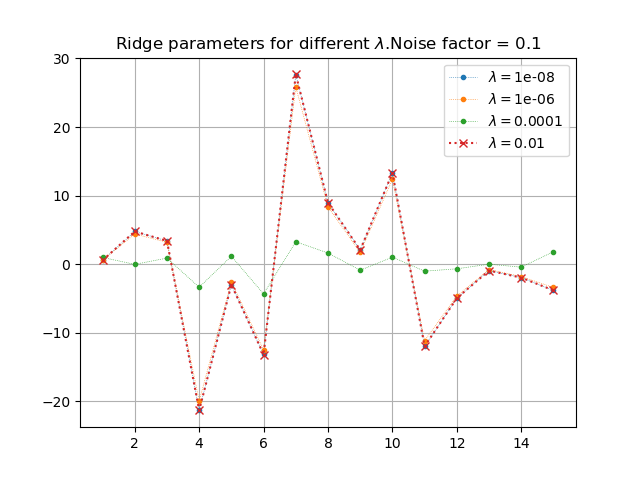 Ridge parameters for different λ.Noise factor = 0.1
30
20
10
0
−10
−20
2
4
6
8
10
12
14
λ = 1e-08
λ = 1e-06
λ = 0.0001
λ = 0.01